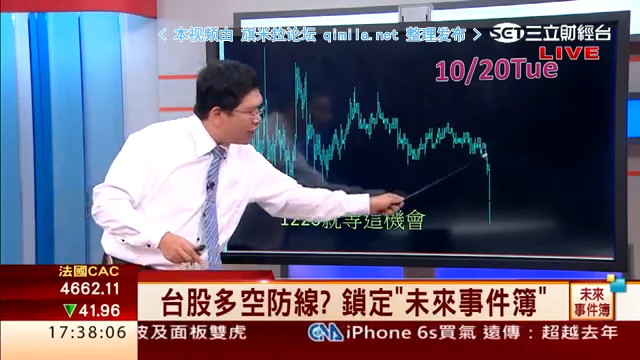 < 本视频由 旗米拉论坛 qimila.net 整理发布 >
SET三立財經台
LIVE
10/20Tue
就等這機會
法國CAC
4662.11
▼41.96
台股多空防線? 鎖定"未來事件簿"
未來
事件簿
17:38:06
及面板雙虎
iPhone 6s買氣 遠傳: 超越去年